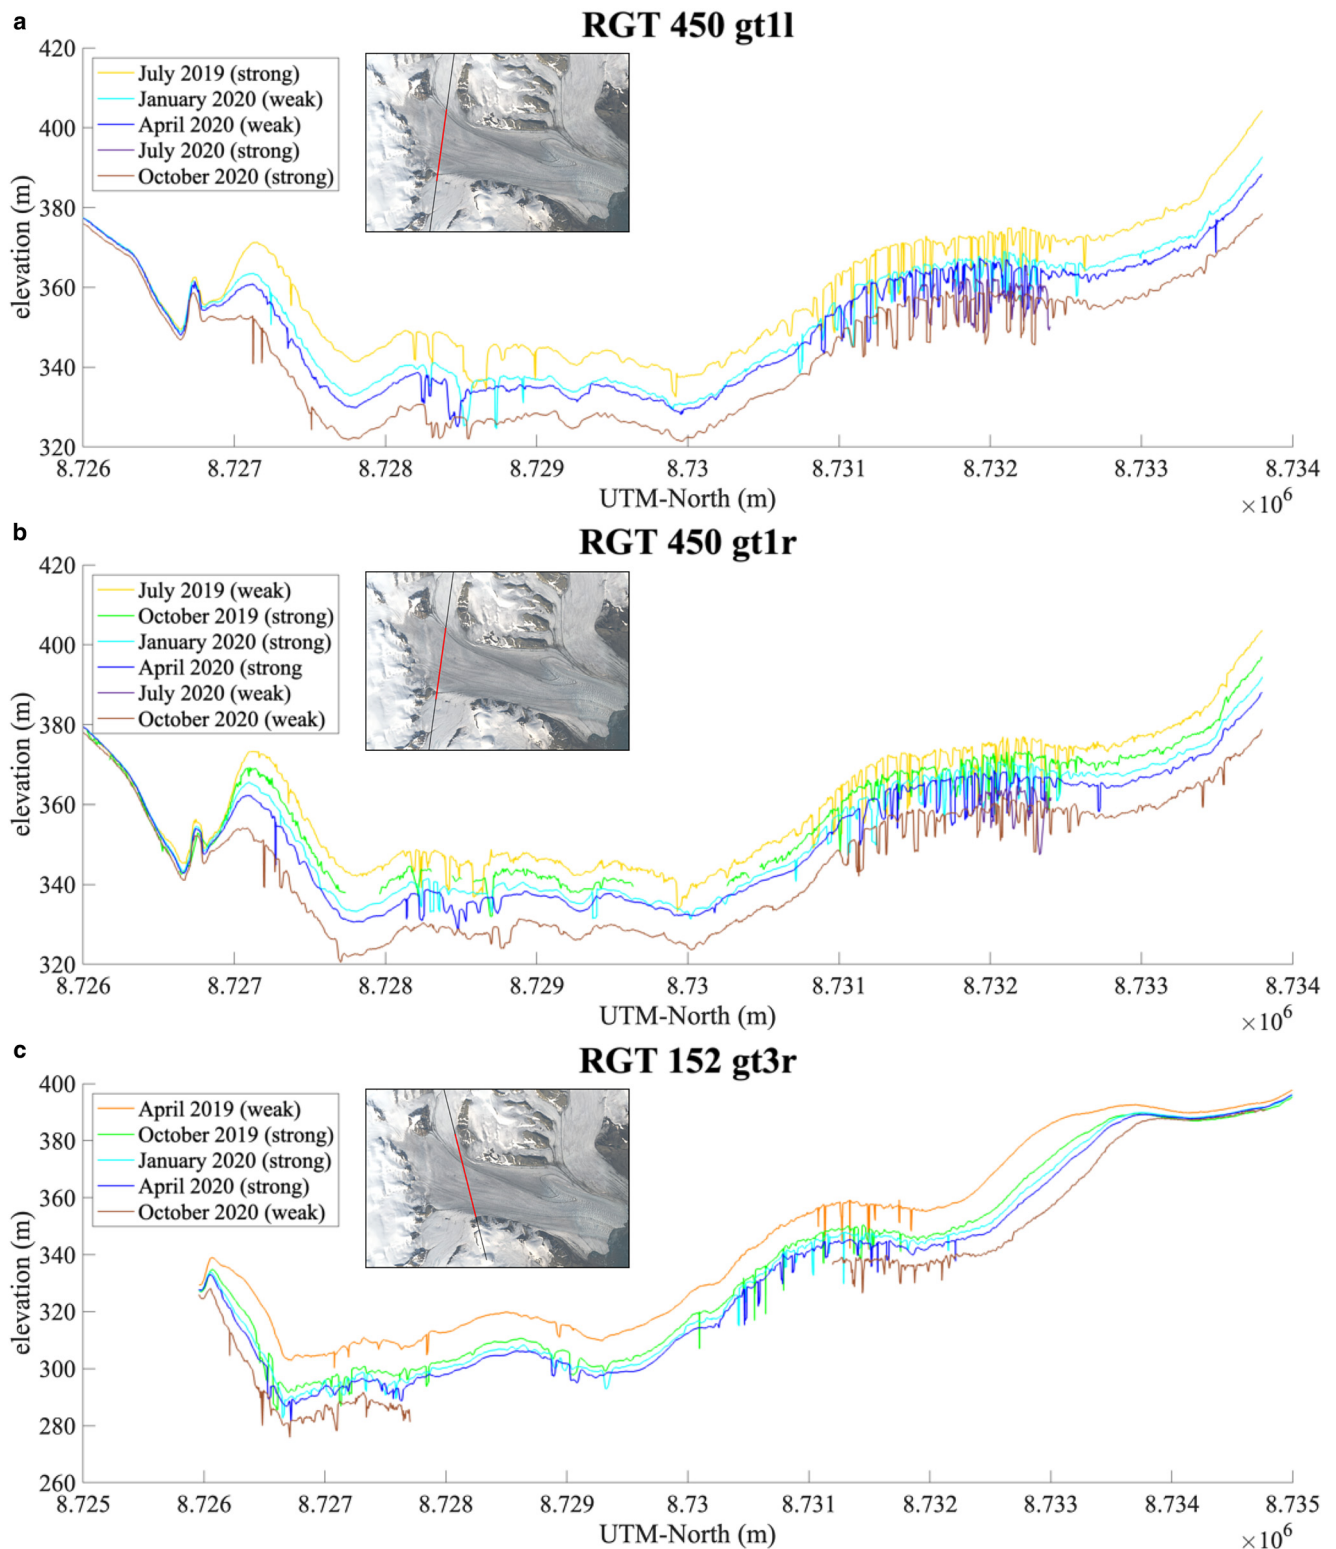 a
RGT 450 gt1l
420
400
380
360
340
320
elevation (m)
July 2019 (strong)
January 2020 (weak)
April 2020 (weak)
July 2020 (strong)
October 2020 (strong)
8.726 8.727 8.728 8.729 8.73 8.731 8.732 8.733 8.734
UTM-North (m)
×10⁶
b
RGT 450 gt1r
420
400
380
360
340
320
elevation (m)
July 2019 (weak)
October 2019 (strong)
January 2020 (strong)
April 2020 (strong
July 2020 (weak)
October 2020 (weak)
8.726 8.727 8.728 8.729 8.73 8.731 8.732 8.733 8.734
UTM-North (m)
×10⁶
c
RGT 152 gt3r
400
380
360
340
320
300
280
260
elevation (m)
April 2019 (weak)
October 2019 (strong)
January 2020 (strong)
April 2020 (strong)
October 2020 (weak)
8.725 8.726 8.727 8.728 8.729 8.73 8.731 8.732 8.733 8.734 8.735
UTM-North (m)
×10⁶